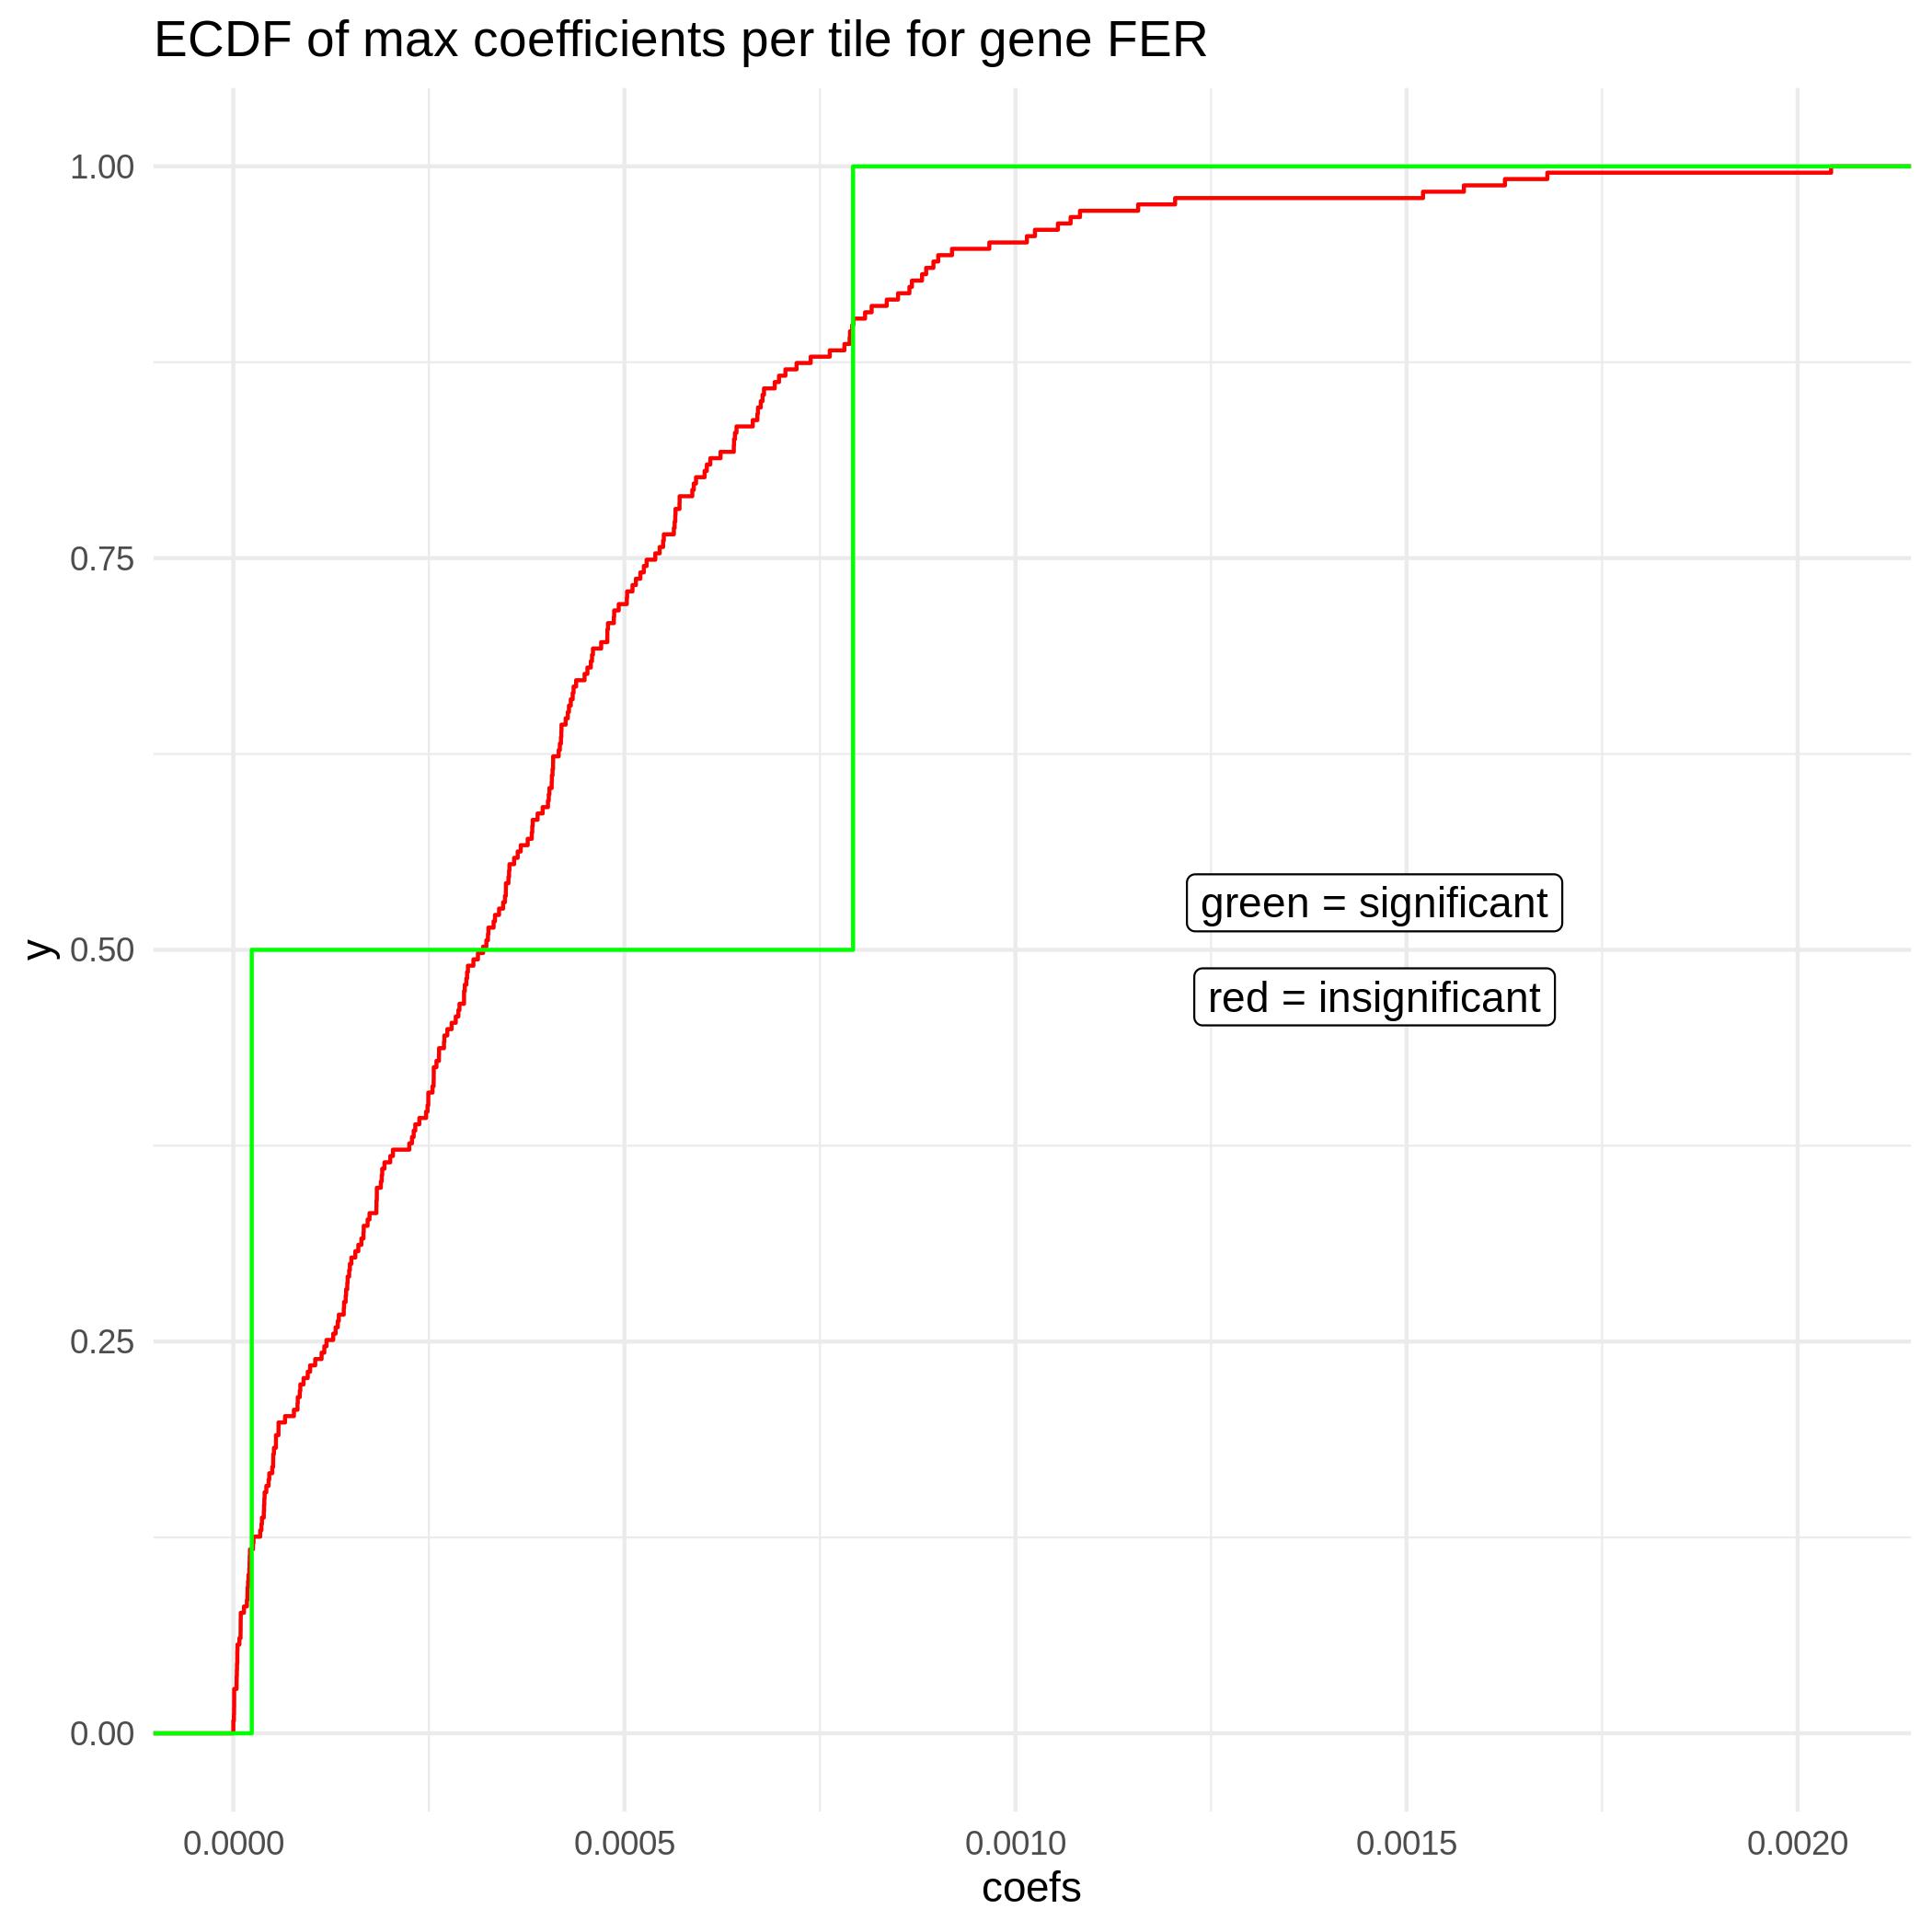 ECDF of max coefficients per tile for gene FER
1.00
0.75
y
0.50
0.25
0.00
green = significant
red = insignificant
0.0000 0.0005 0.0010 0.0015 0.0020
coefs